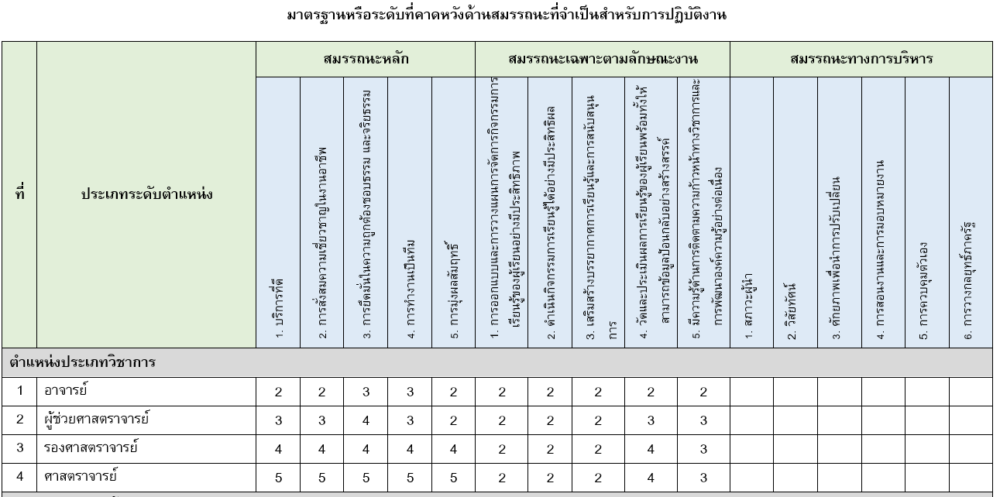 มาตรฐานหรือระดับที่คาดหวังด้านสมรรถนะที่จำเป็นสำหรับการปฏิบัติงาน
ที่ ประเภทระดับตำแหน่ง สมรรถนะหลัก สมรรถนะเฉพาะตามลักษณะงาน สมรรถนะทางการบริหาร
1. บริการที่ดี
2. การสั่งสมความเชี่ยวชาญในงานอาชีพ
3. การยึดมั่นในความถูกต้องชอบธรรม และจริยธรรม
4. การทำงานเป็นทีม
5. การมุ่งผลสัมฤทธิ์
1. การออกแบบและการวางแผนการจัดการกิจกรรมการ
เรียนรู้ของผู้เรียนอย่างมีประสิทธิภาพ
2. ดำเนินกิจกรรมการเรียนรู้ได้อย่างมีประสิทธิผล
3. เสริมสร้างบรรยากาศการเรียนรู้และการสนับสนุน
การ
4. วัดและประเมินผลการเรียนรู้ของผู้เรียนพร้อมทั้งให้
สามารถข้อมูลป้อนกลับอย่างสร้างสรรค์
5. มีความรู้ด้านการติดตามความก้าวหน้าทางวิชาการและ
การพัฒนาองค์ความรู้อย่างต่อเนื่อง
1. สภาวะผู้นำ
2. วิสัยทัศน์
3. ศักยภาพเพื่อนำการปรับเปลี่ยน
4. การสอนงานและการมอบหมายงาน
5. การควบคุมตัวเอง
6. การวางกลยุทธ์ภาครัฐ
ตำแหน่งประเภทวิชาการ
1 อาจารย์ 2 2 3 3 2 2 2 2 2 2
2 ผู้ช่วยศาสตราจารย์ 3 3 4 3 2 2 2 2 3 3
3 รองศาสตราจารย์ 4 4 4 4 4 2 2 2 4 3
4 ศาสตราจารย์ 5 5 5 5 5 2 2 2 4 3